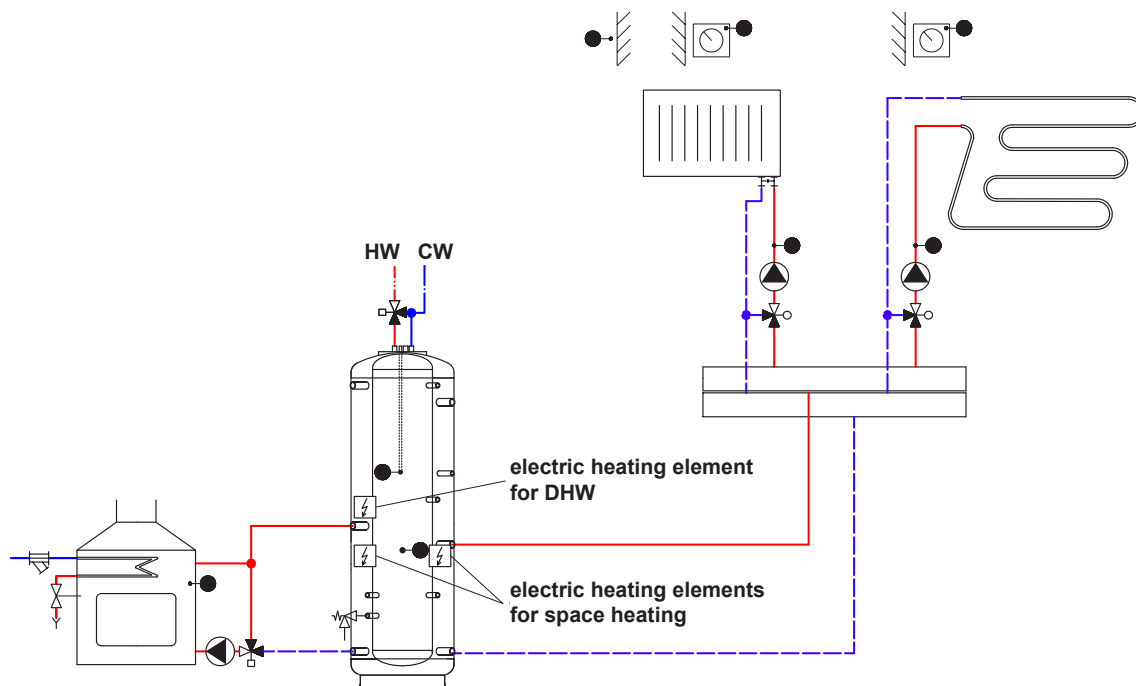 HW CW
electric heating element
for DHW
electric heating elements
for space heating